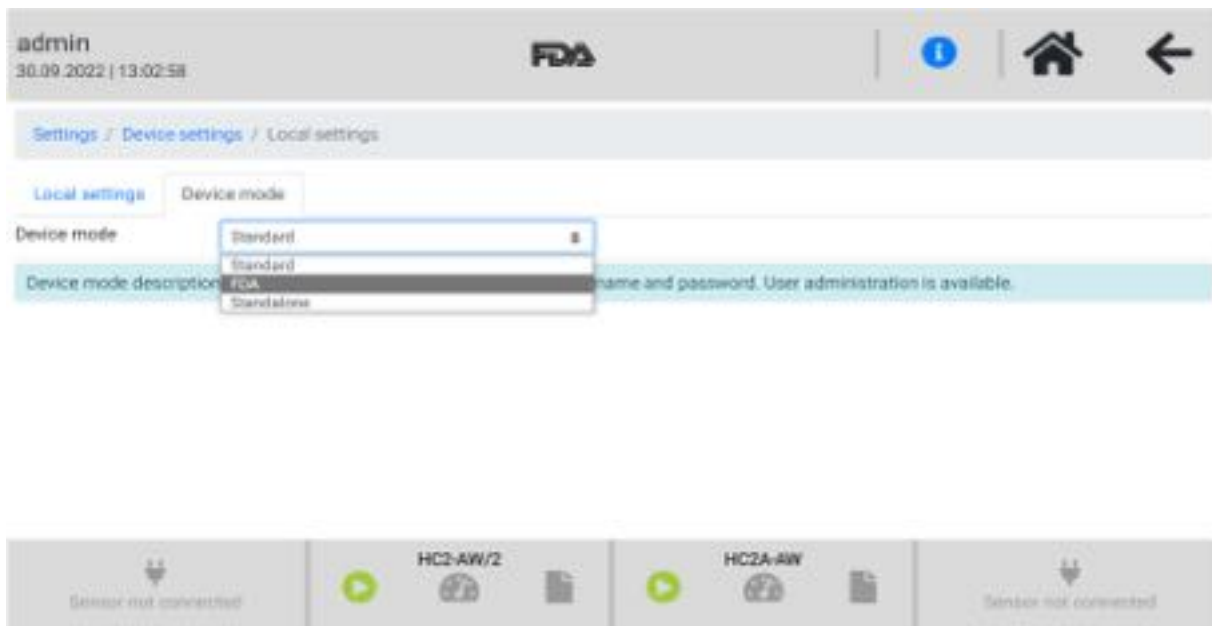 admin
FDA
30.09.2022 | 13:02:58
Settings / Device settings / Local settings
Local settings
Device mode
Device mode
Standard
Standard
Device mode description
FDA
name and password. User administration is available.
Standalone
HC2-AW/2
HC2A-AW
Sensor not connected
Sensor not connected